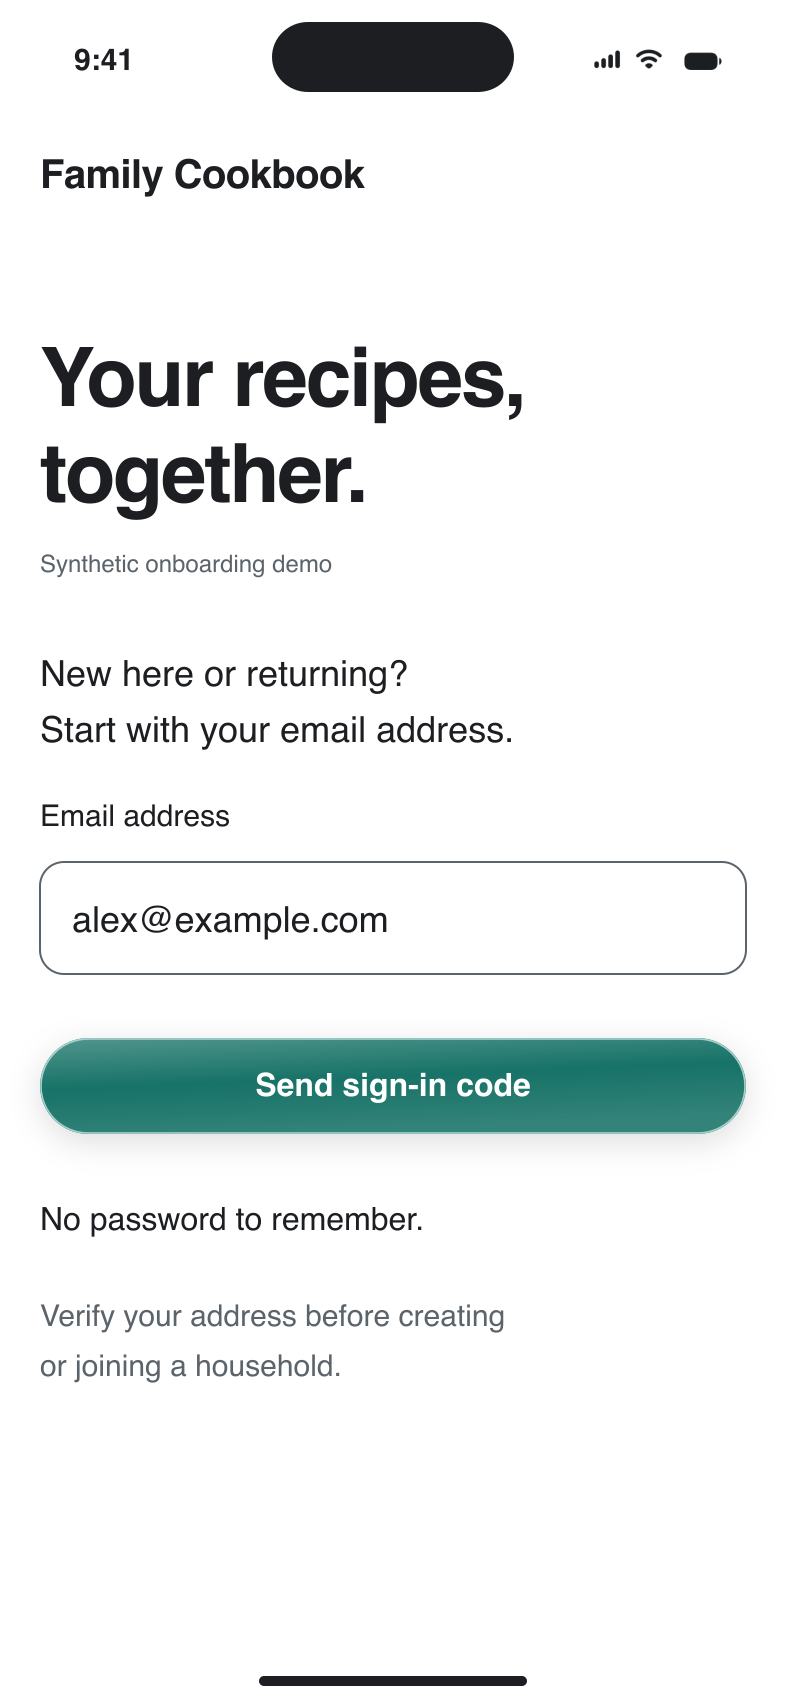 9:41
Family Cookbook
Your recipes,
together.
Synthetic onboarding demo
New here or returning?
Start with your email address.
Email address
alex@example.com
Send sign-in code
No password to remember.
Verify your address before creating
or joining a household.